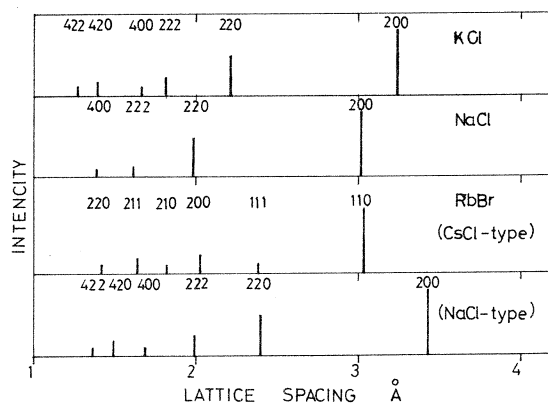 422 420 400 222 220 200
KCl
400 222 220 200
NaCl
220 211 210 200 111 110
RbBr
(CsCl-type)
422 420 400 222 220 200
(NaCl-type)
INTENCITY
1 2 3 4
LATTICE SPACING Å